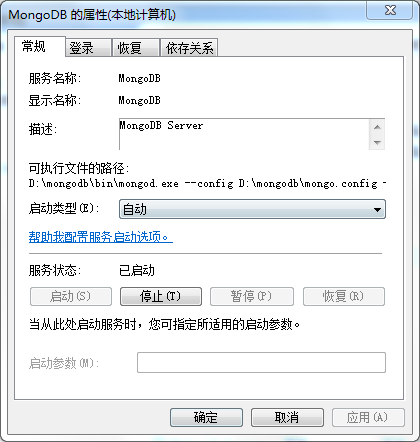 MongoDB 的属性(本地计算机)
常规 登录 恢复 依存关系
服务名称: MongoDB
显示名称: MongoDB
描述: MongoDB Server
可执行文件的路径:
D:\mongodb\bin\mongod.exe --config D:\mongodb\mongo.config -
启动类型(E): 自动
帮助我配置服务启动选项。
服务状态: 已启动
启动(S) 停止(T) 暂停(P) 恢复(R)
当从此处启动服务时，您可指定所适用的启动参数。
启动参数(M):
确定 取消 应用(A)